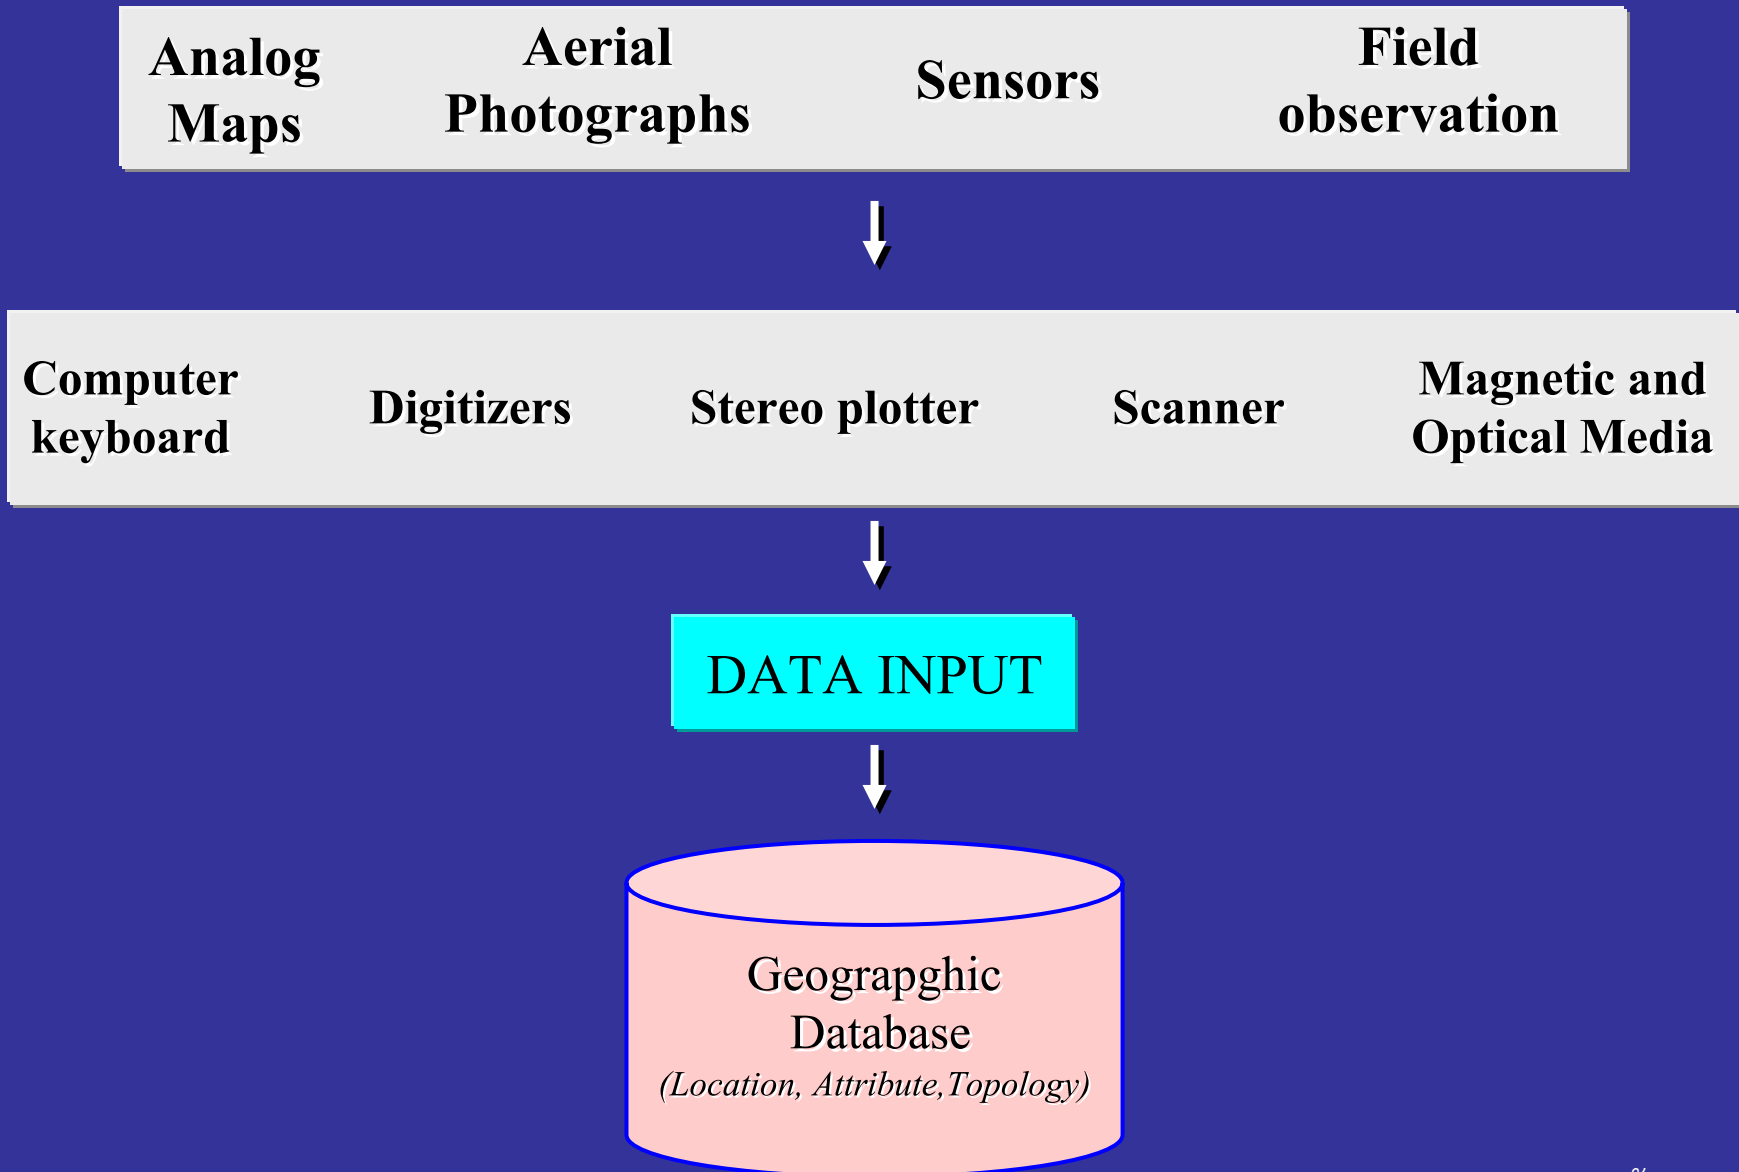 Analog
Maps
Aerial
Photographs
Sensors
Field
observation
Computer
keyboard
Digitizers
Stereo plotter
Scanner
Magnetic and
Optical Media
DATA INPUT
Geograpghic
Database
(Location, Attribute,Topology)